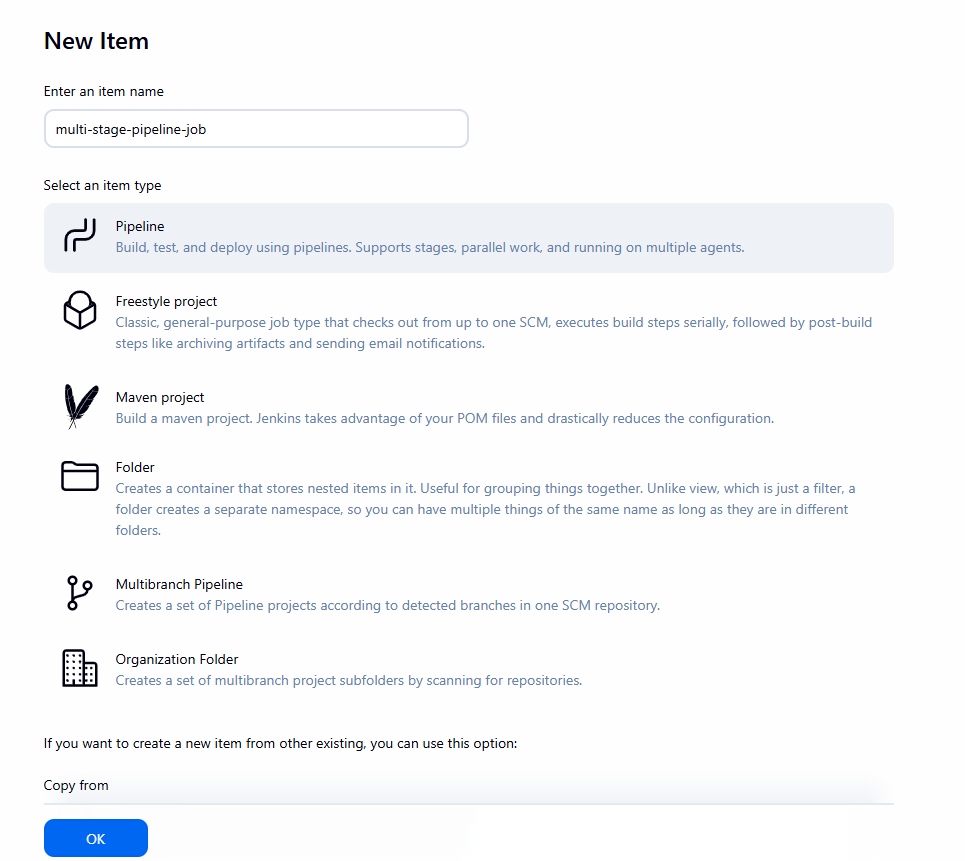 New Item
Enter an item name
multi-stage-pipeline-job
Select an item type
Pipeline
Build, test, and deploy using pipelines. Supports stages, parallel work, and running on multiple agents.
Freestyle project
Classic, general-purpose job type that checks out from up to one SCM, executes build steps serially, followed by post-build
steps like archiving artifacts and sending email notifications.
Maven project
Build a maven project. Jenkins takes advantage of your POM files and drastically reduces the configuration.
Folder
Creates a container that stores nested items in it. Useful for grouping things together. Unlike view, which is just a filter, a
folder creates a separate namespace, so you can have multiple things of the same name as long as they are in different
folders.
Multibranch Pipeline
Creates a set of Pipeline projects according to detected branches in one SCM repository.
Organization Folder
Creates a set of multibranch project subfolders by scanning for repositories.
If you want to create a new item from other existing, you can use this option:
Copy from
OK